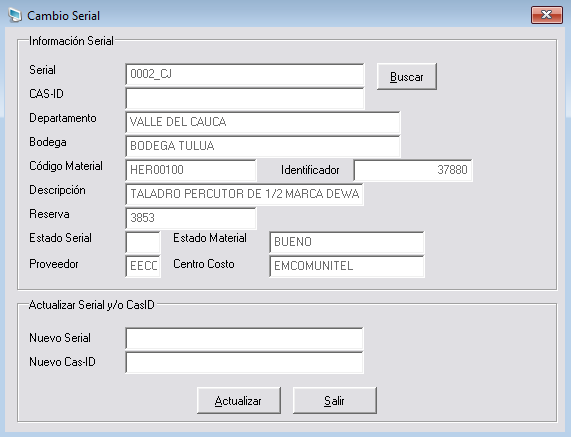 Cambio Serial
Información Serial
Serial 0002_CJ Buscar
CAS-ID
Departamento VALLE DEL CAUCA
Bodega BODEGA TULUA
Código Material HER00100 Identificador 37880
Descripción TALADRO PERCUTOR DE 1/2 MARCA DEWA
Reserva 3853
Estado Serial Estado Material BUENO
Proveedor EECC Centro Costo EMCOMUNITEL
Actualizar Serial y/o CasID
Nuevo Serial
Nuevo Cas-ID
Actualizar Salir